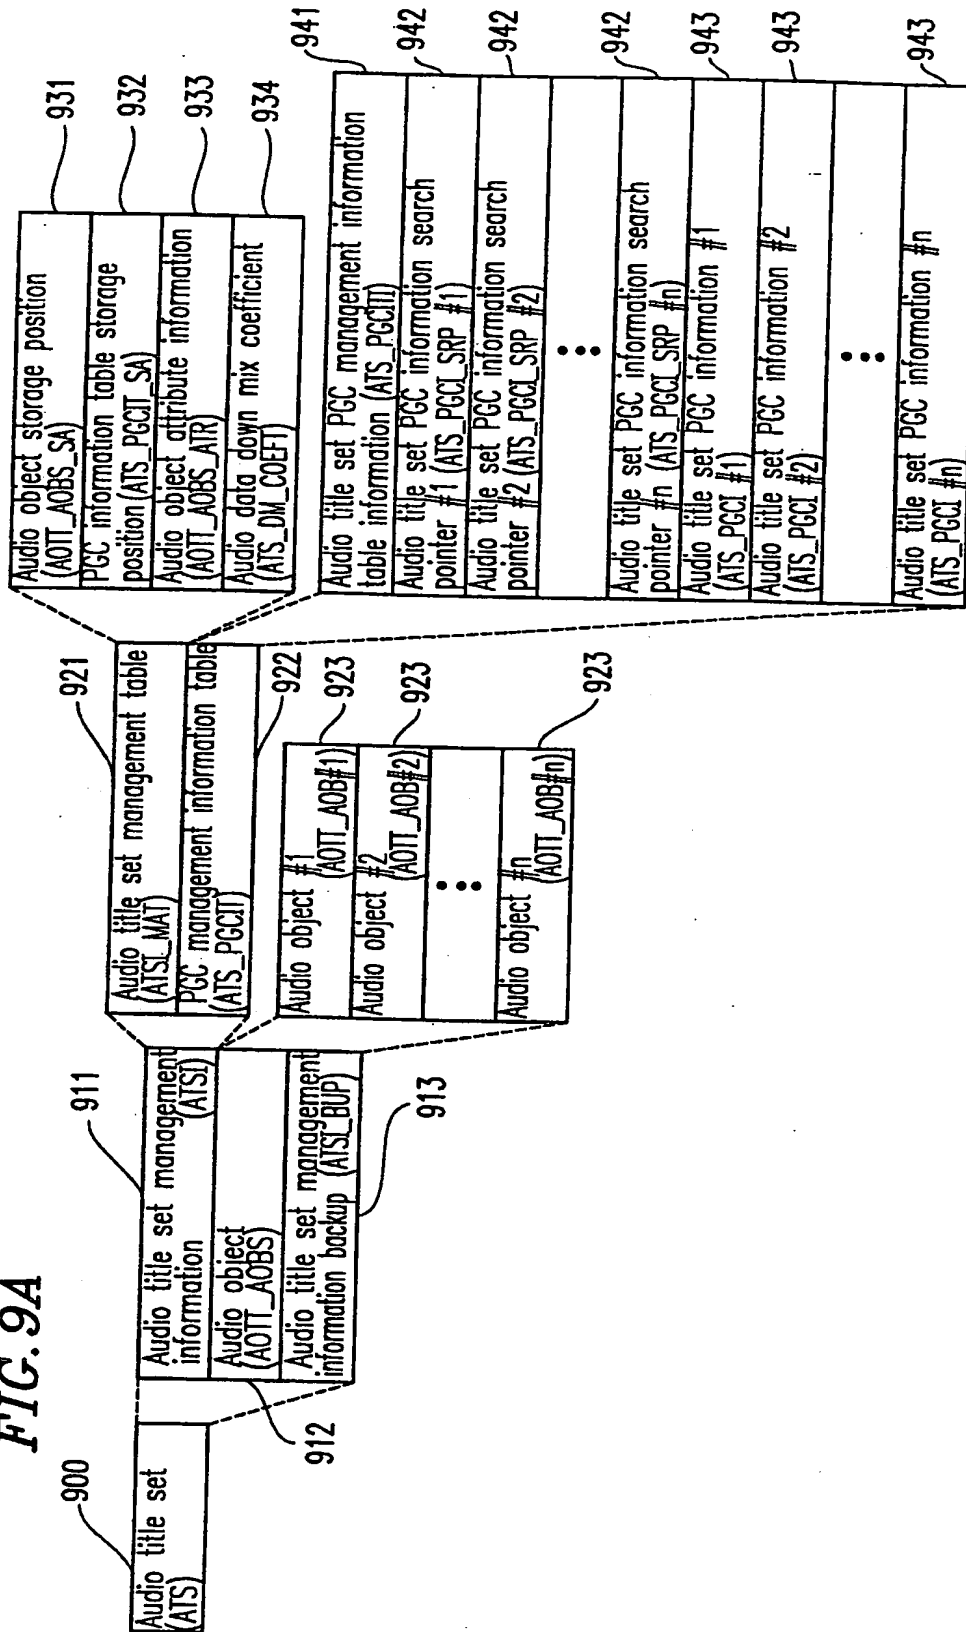 FIG. 9A
900
Audio title set
(ATS)
911
Audio title set management
information (ATSI)
Audio object
(AOTT_AOBS)
Audio title set management
information backup (ATSI_BUP)
912
913
921
Audio title set management table
(ATSI_MAT)
PGC management information table
(ATS_PGCIT)
922
Audio object #1
(AOTT_AOB#1)
923
Audio object #2
(AOTT_AOB#2)
923
Audio object #n
(AOTT_AOB#n)
923
Audio object storage position
(AOTT_AOBS_SA)
931
PGC information table storage
position (ATS_PGCIT_SA)
932
Audio object attribute information
(AOTT_AOBS_ATR)
933
Audio data down mix coefficient
(ATS_DM_COEFT)
934
Audio title set PGC management information
table information (ATS_PGCITI)
941
Audio title set PGC information search
pointer #1 (ATS_PGCI_SRP #1)
942
Audio title set PGC information search
pointer #2 (ATS_PGCI_SRP #2)
942
Audio title set PGC information search
pointer #n (ATS_PGCI_SRP #n)
942
Audio title set PGC information #1
(ATS_PGCI #1)
943
Audio title set PGC information #2
(ATS_PGCI #2)
943
Audio title set PGC information #n
(ATS_PGCI #n)
943